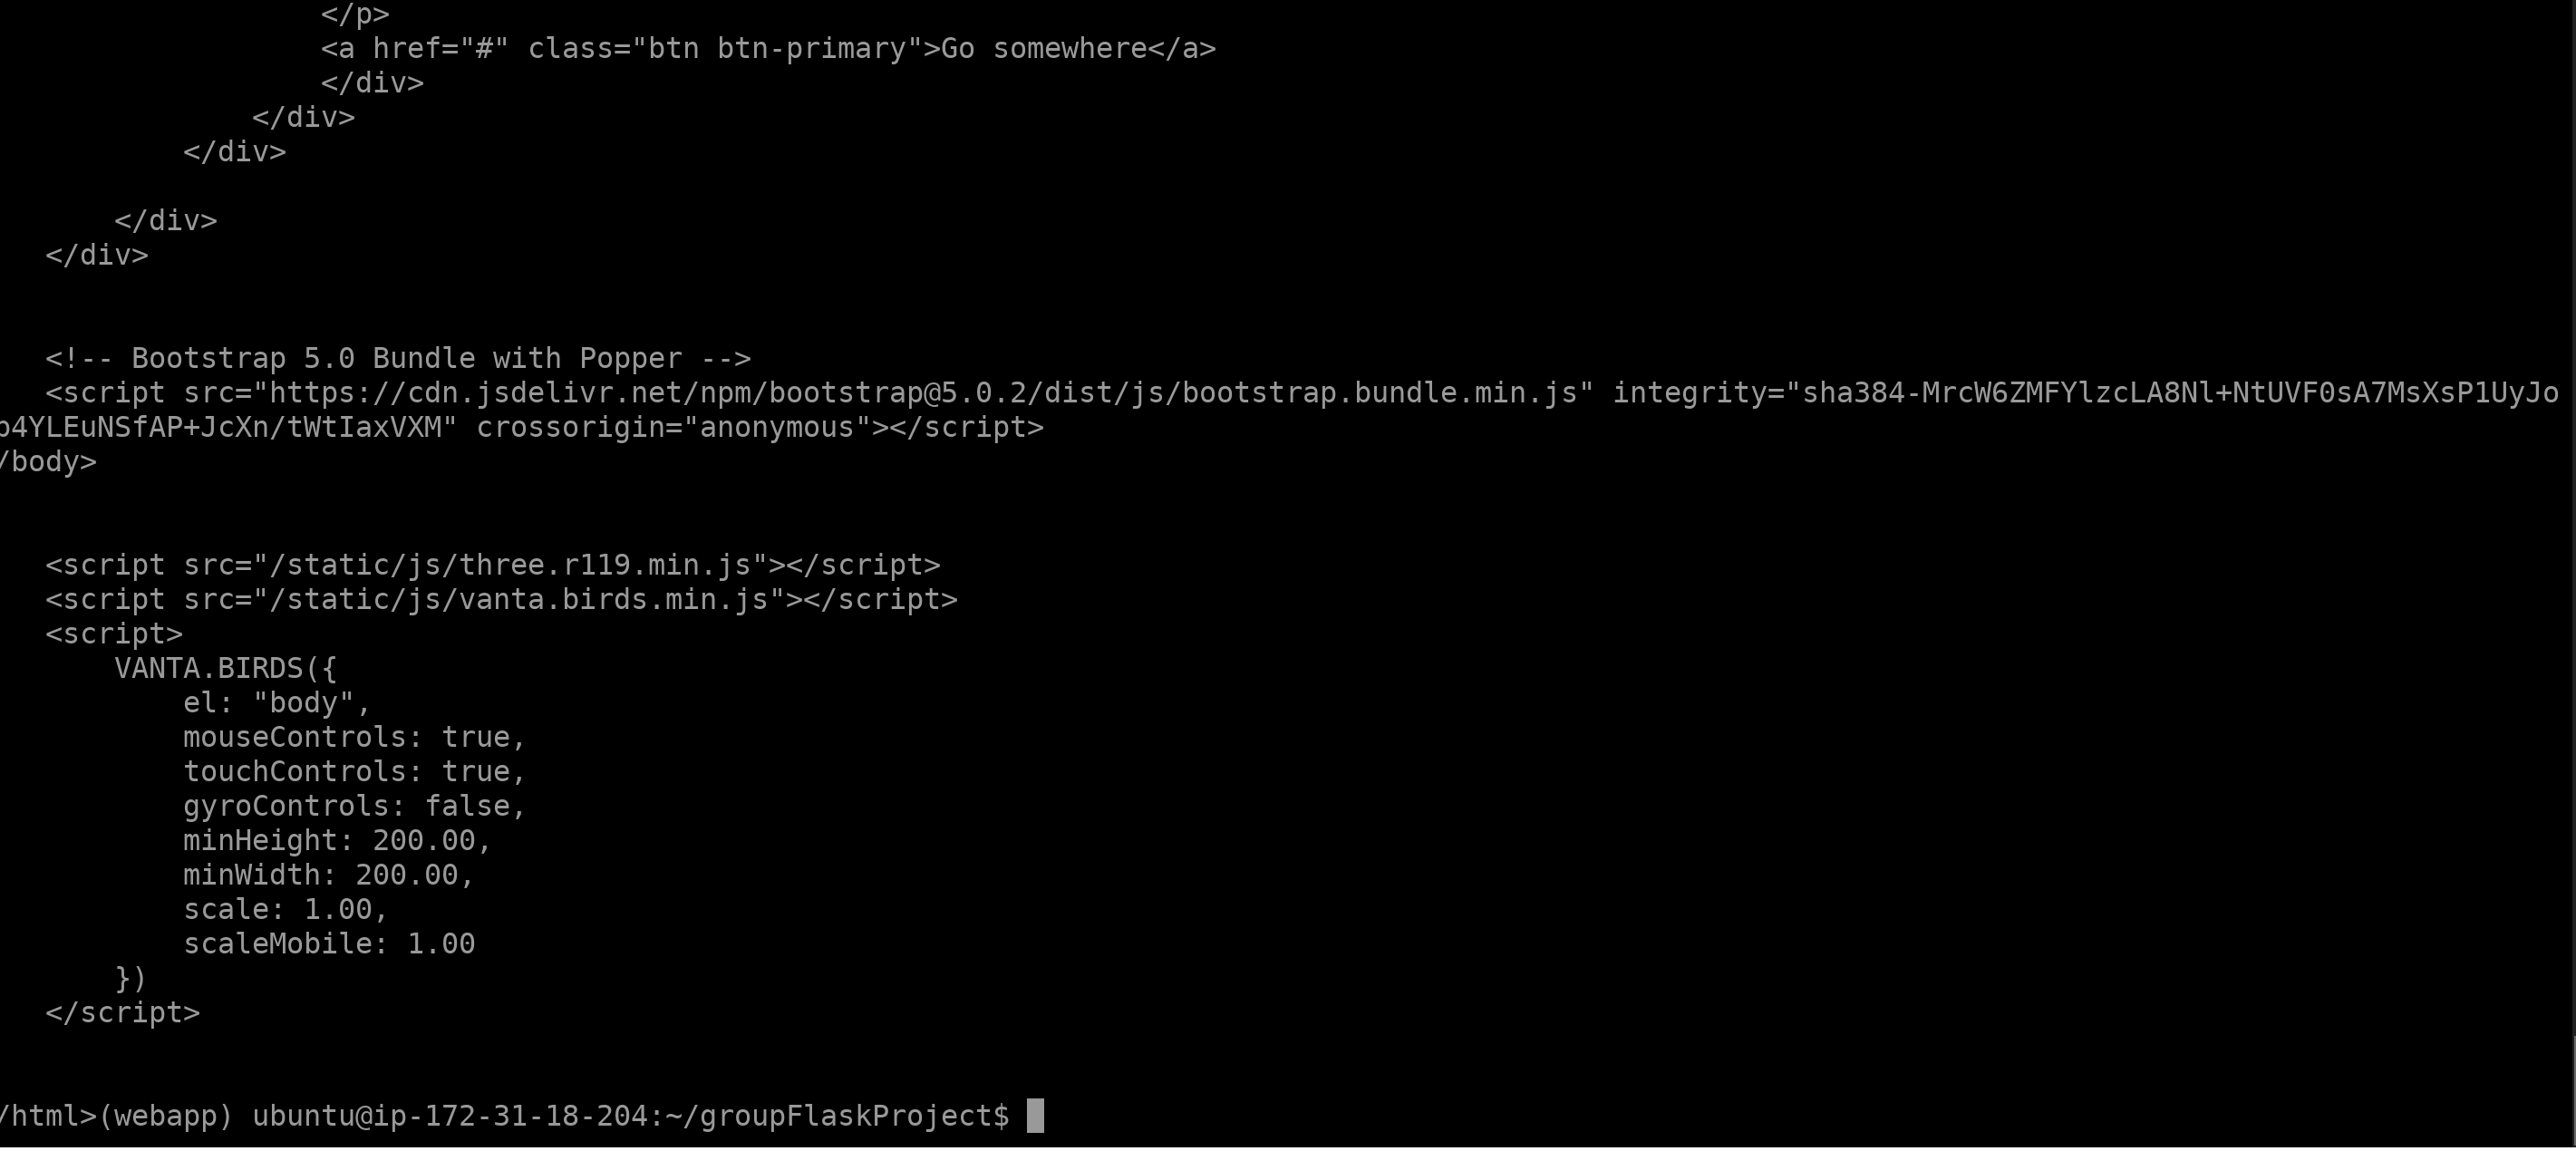 </p>
<a href="#" class="btn btn-primary">Go somewhere</a>
</div>
</div>
</div>
</div>
</div>
<!-- Bootstrap 5.0 Bundle with Popper -->
<script src="https://cdn.jsdelivr.net/npm/bootstrap@5.0.2/dist/js/bootstrap.bundle.min.js" integrity="sha384-MrcW6ZMFYlzcLA8Nl+NtUVF0sA7MsXsP1UyJo
p4YLEuNSfAP+JcXn/tWtIaxVXM" crossorigin="anonymous"></script>
/body>
<script src="/static/js/three.r119.min.js"></script>
<script src="/static/js/vanta.birds.min.js"></script>
<script>
VANTA.BIRDS({
el: "body",
mouseControls: true,
touchControls: true,
gyroControls: false,
minHeight: 200.00,
minWidth: 200.00,
scale: 1.00,
scaleMobile: 1.00
})
</script>
/html>(webapp) ubuntu@ip-172-31-18-204:~/groupFlaskProject$